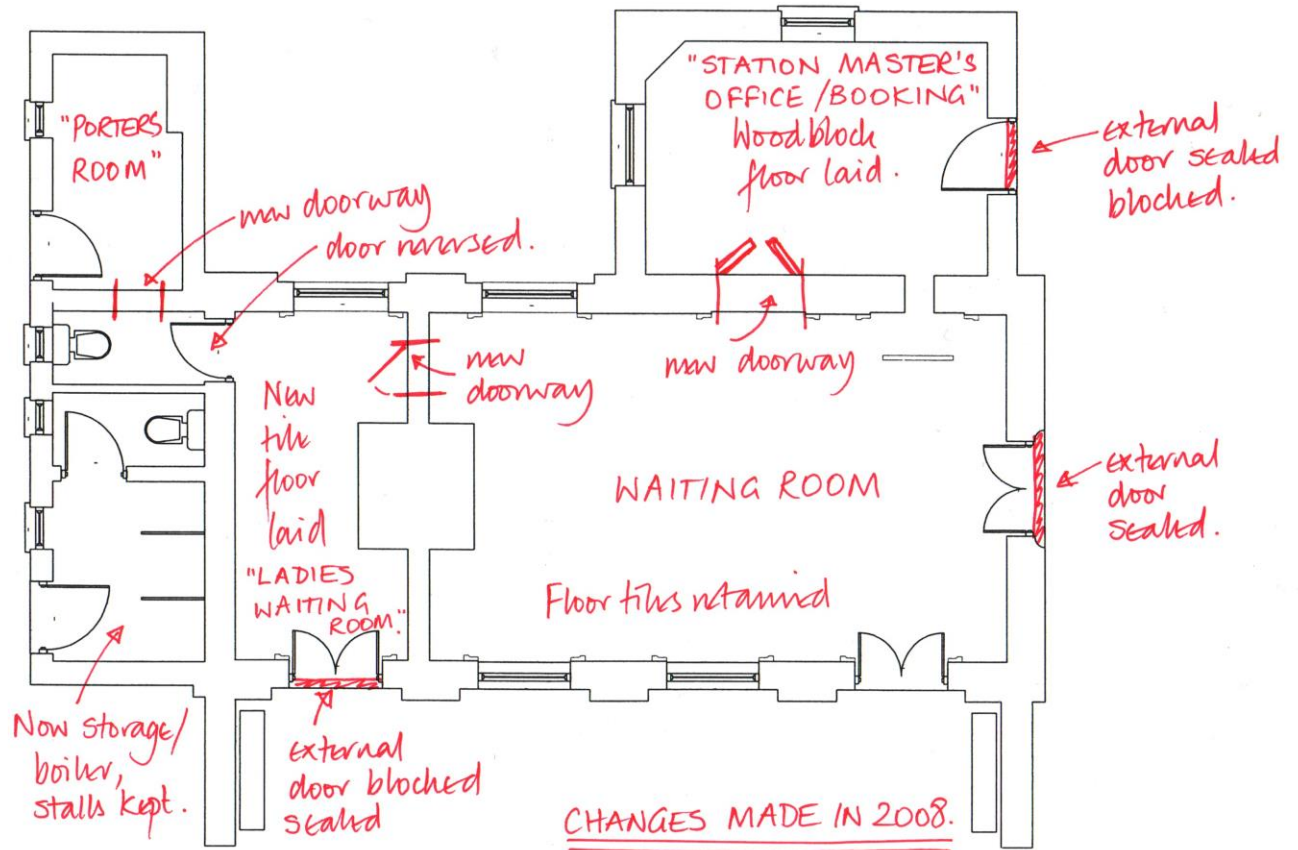 "PORTERS
ROOM"
"STATION MASTER'S
OFFICE/BOOKING"
Woodblock
floor laid.
external
door sealed
blocked.
new doorway
door reversed.
new
doorway
new doorway
New
tile
floor
laid
"LADIES
WAITING
ROOM."
WAITING ROOM
Floor tiles retained
external
door
sealed.
Now storage/
boiler,
stalls kept.
external
door blocked
sealed
CHANGES MADE IN 2008.